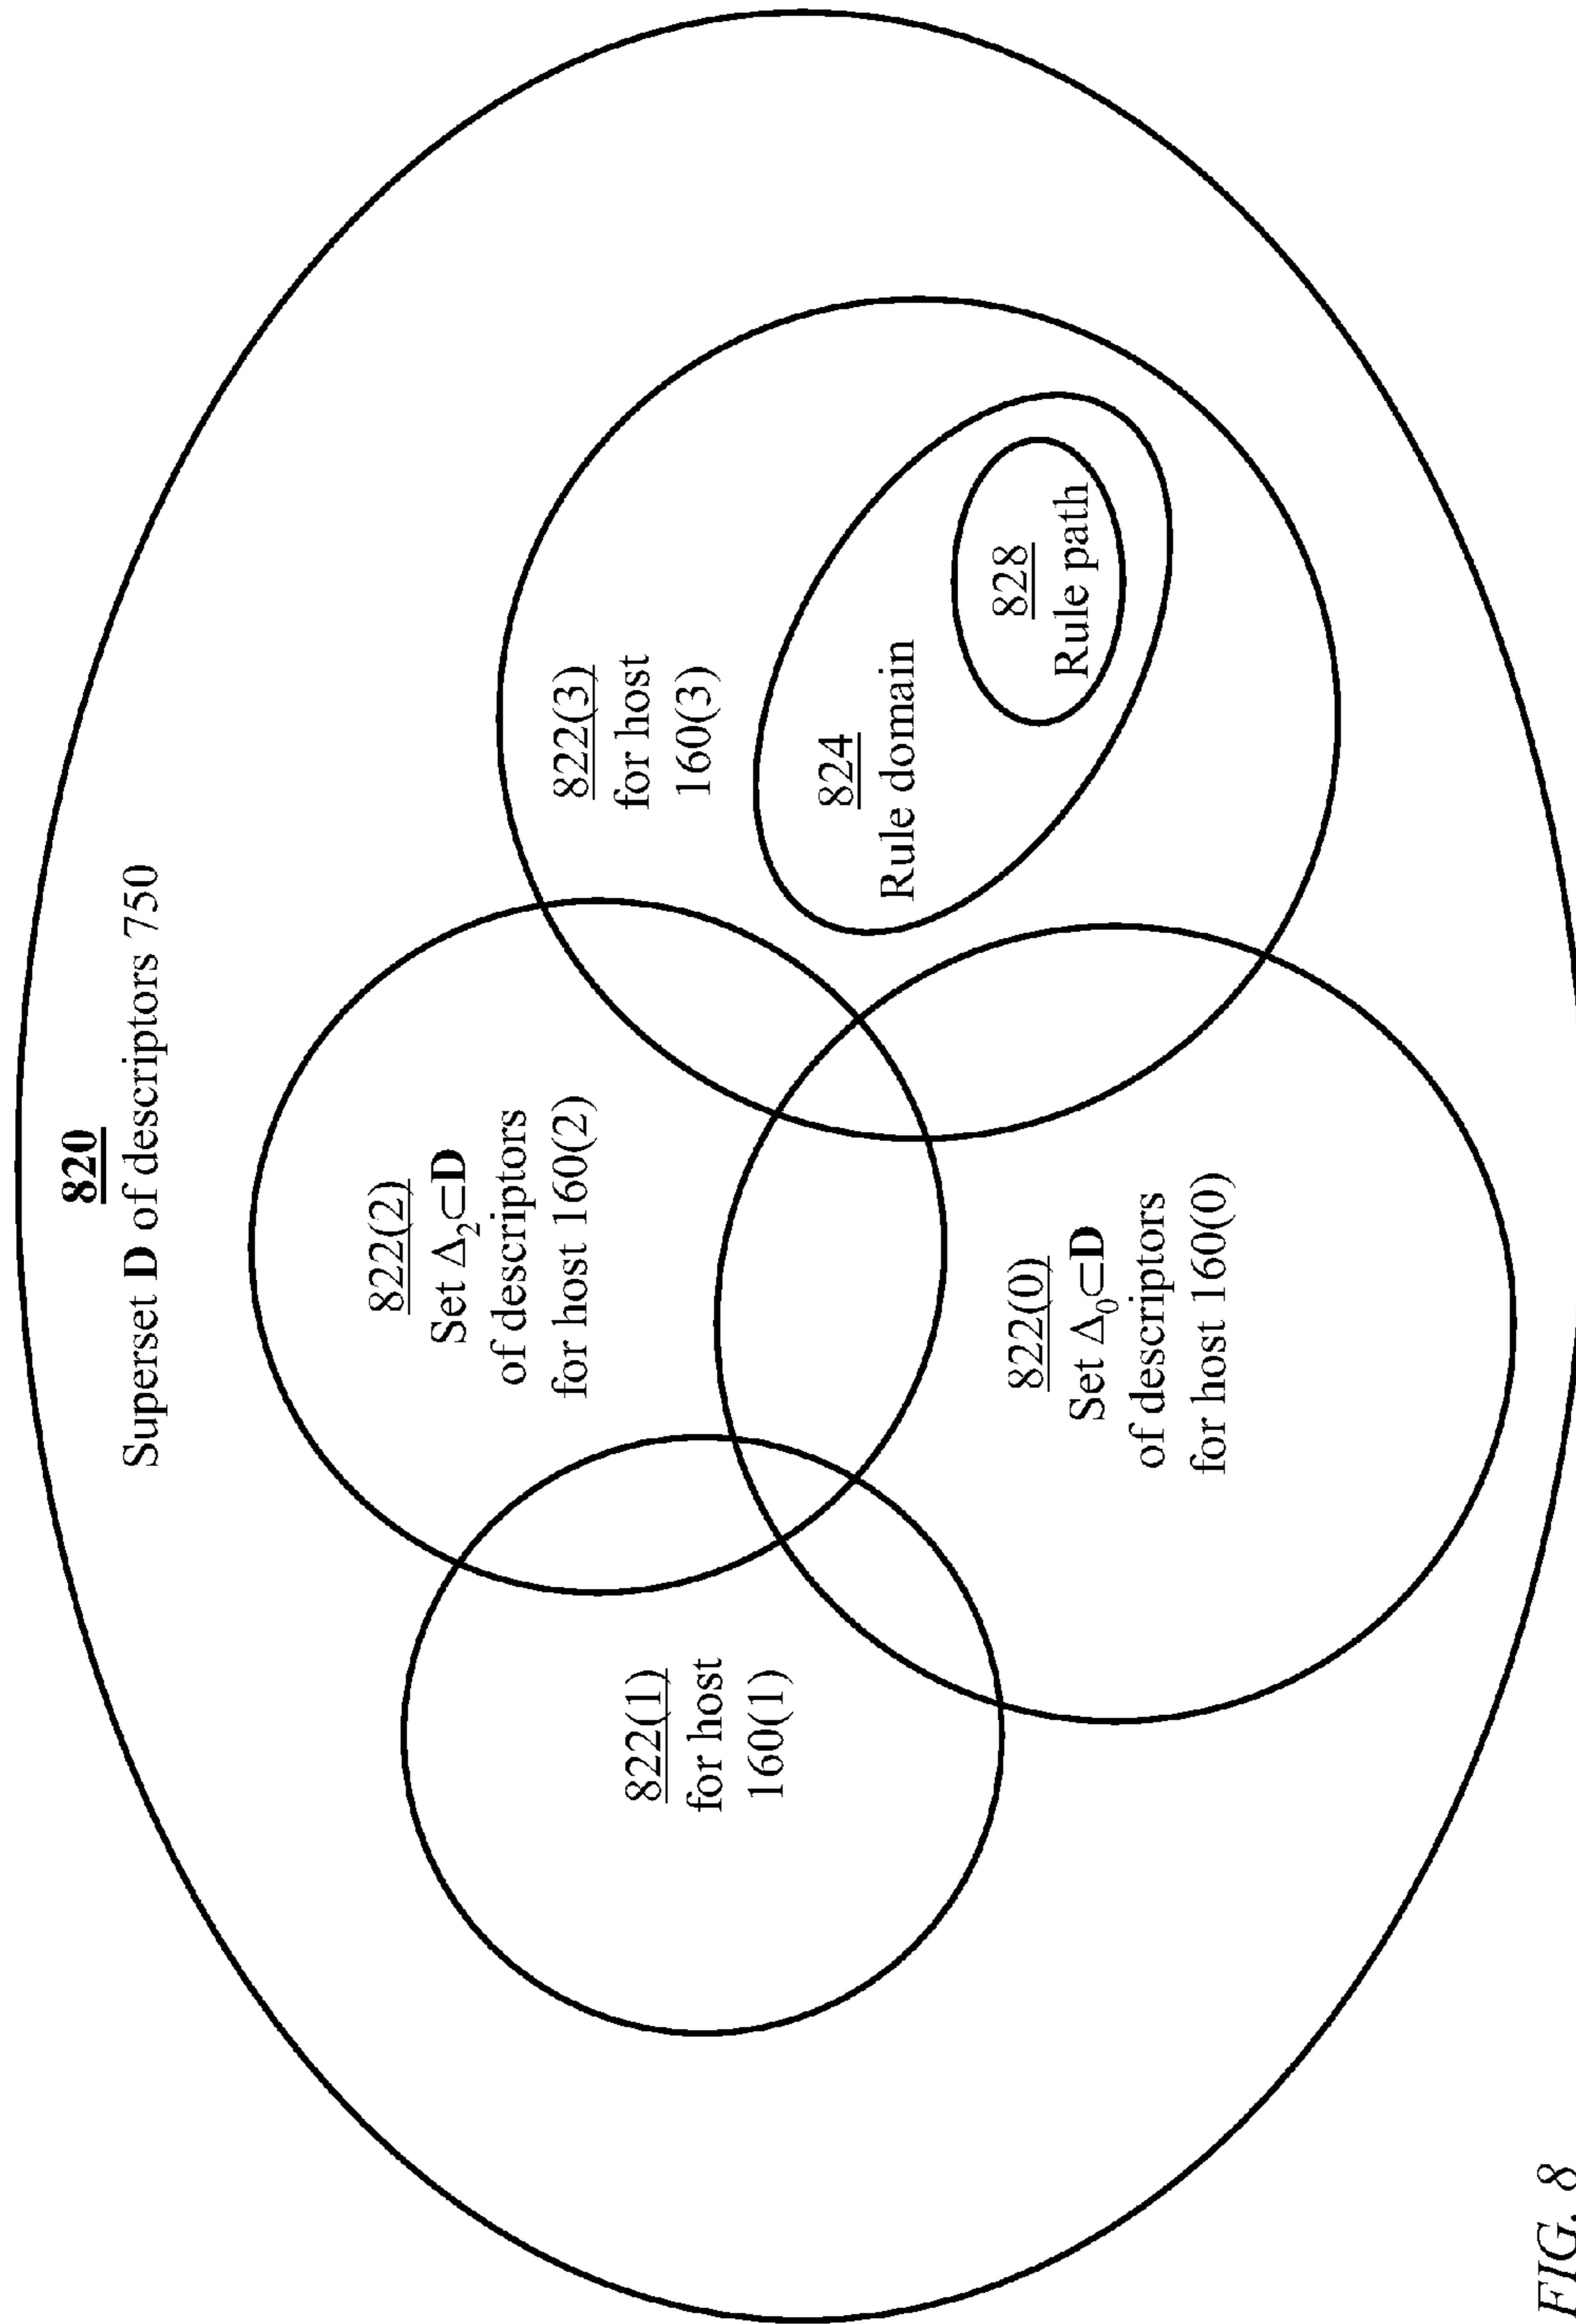 820
Superset D of descriptors 750
822(2)
Set Δ₂⊂D
of descriptors
for host 160(2)
822(3)
for host
160(3)
822(1)
for host
160(1)
824
Rule domain
828
Rule path
822(0)
Set Δ₀⊂D
of descriptors
for host 160(0)
FIG. 8